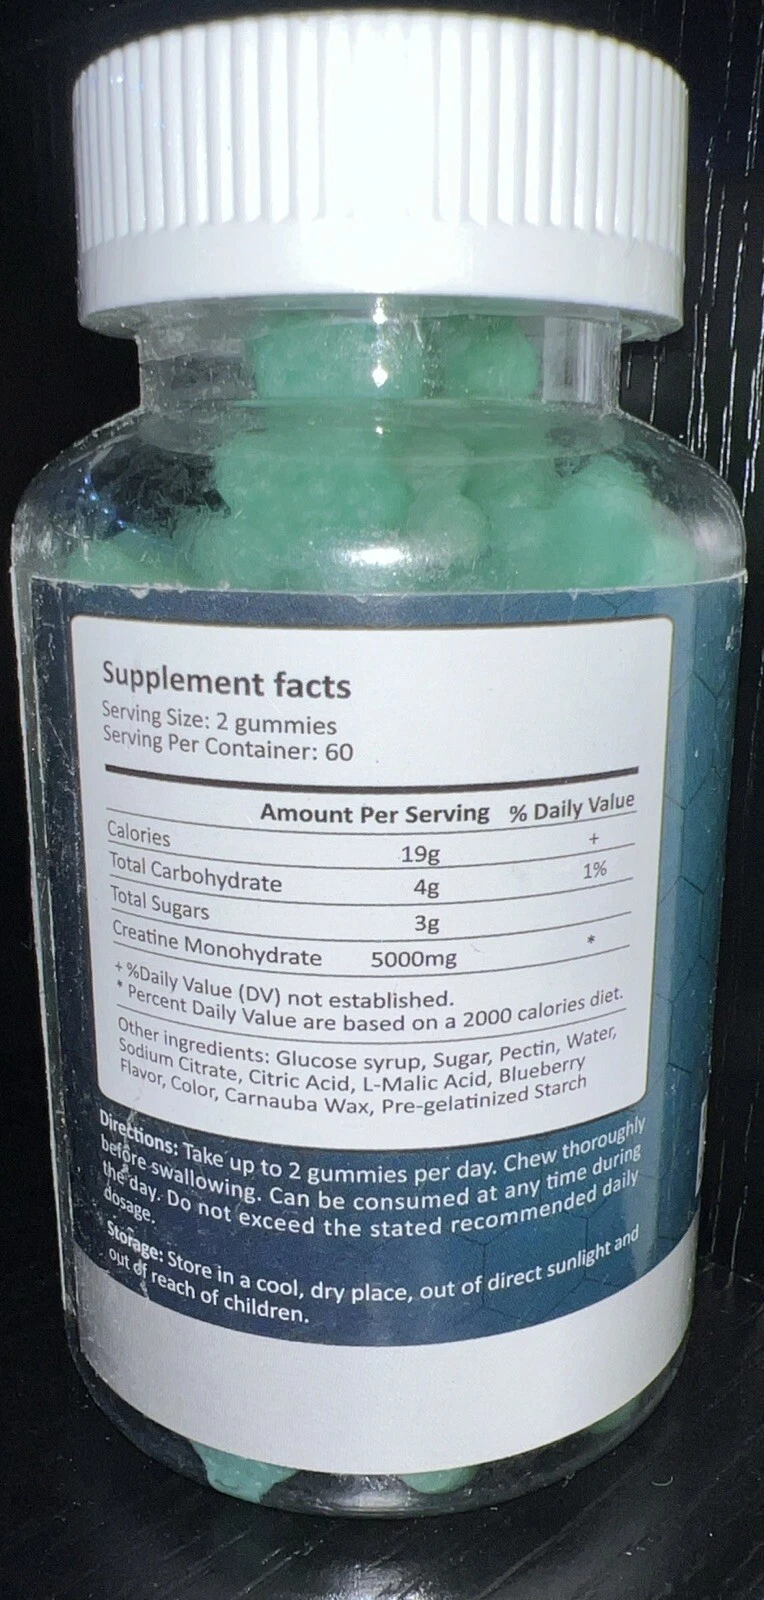 Supplement facts
Serving Size: 2 gummies
Serving Per Container: 60
Amount Per Serving % Daily Value
Calories 19g +
Total Carbohydrate 4g 1%
Total Sugars 3g
Creatine Monohydrate 5000mg *
+ %Daily Value (DV) not established.
* Percent Daily Value are based on a 2000 calories diet.
Other ingredients: Glucose syrup, Sugar, Pectin, Water,
Sodium Citrate, Citric Acid, L-Malic Acid, Blueberry
Flavor, Color, Carnauba Wax, Pre-gelatinized Starch
Directions: Take up to 2 gummies per day. Chew thoroughly
before swallowing. Can be consumed at any time during
the day. Do not exceed the stated recommended daily
dosage.
Storage: Store in a cool, dry place, out of direct sunlight and
out of reach of children.